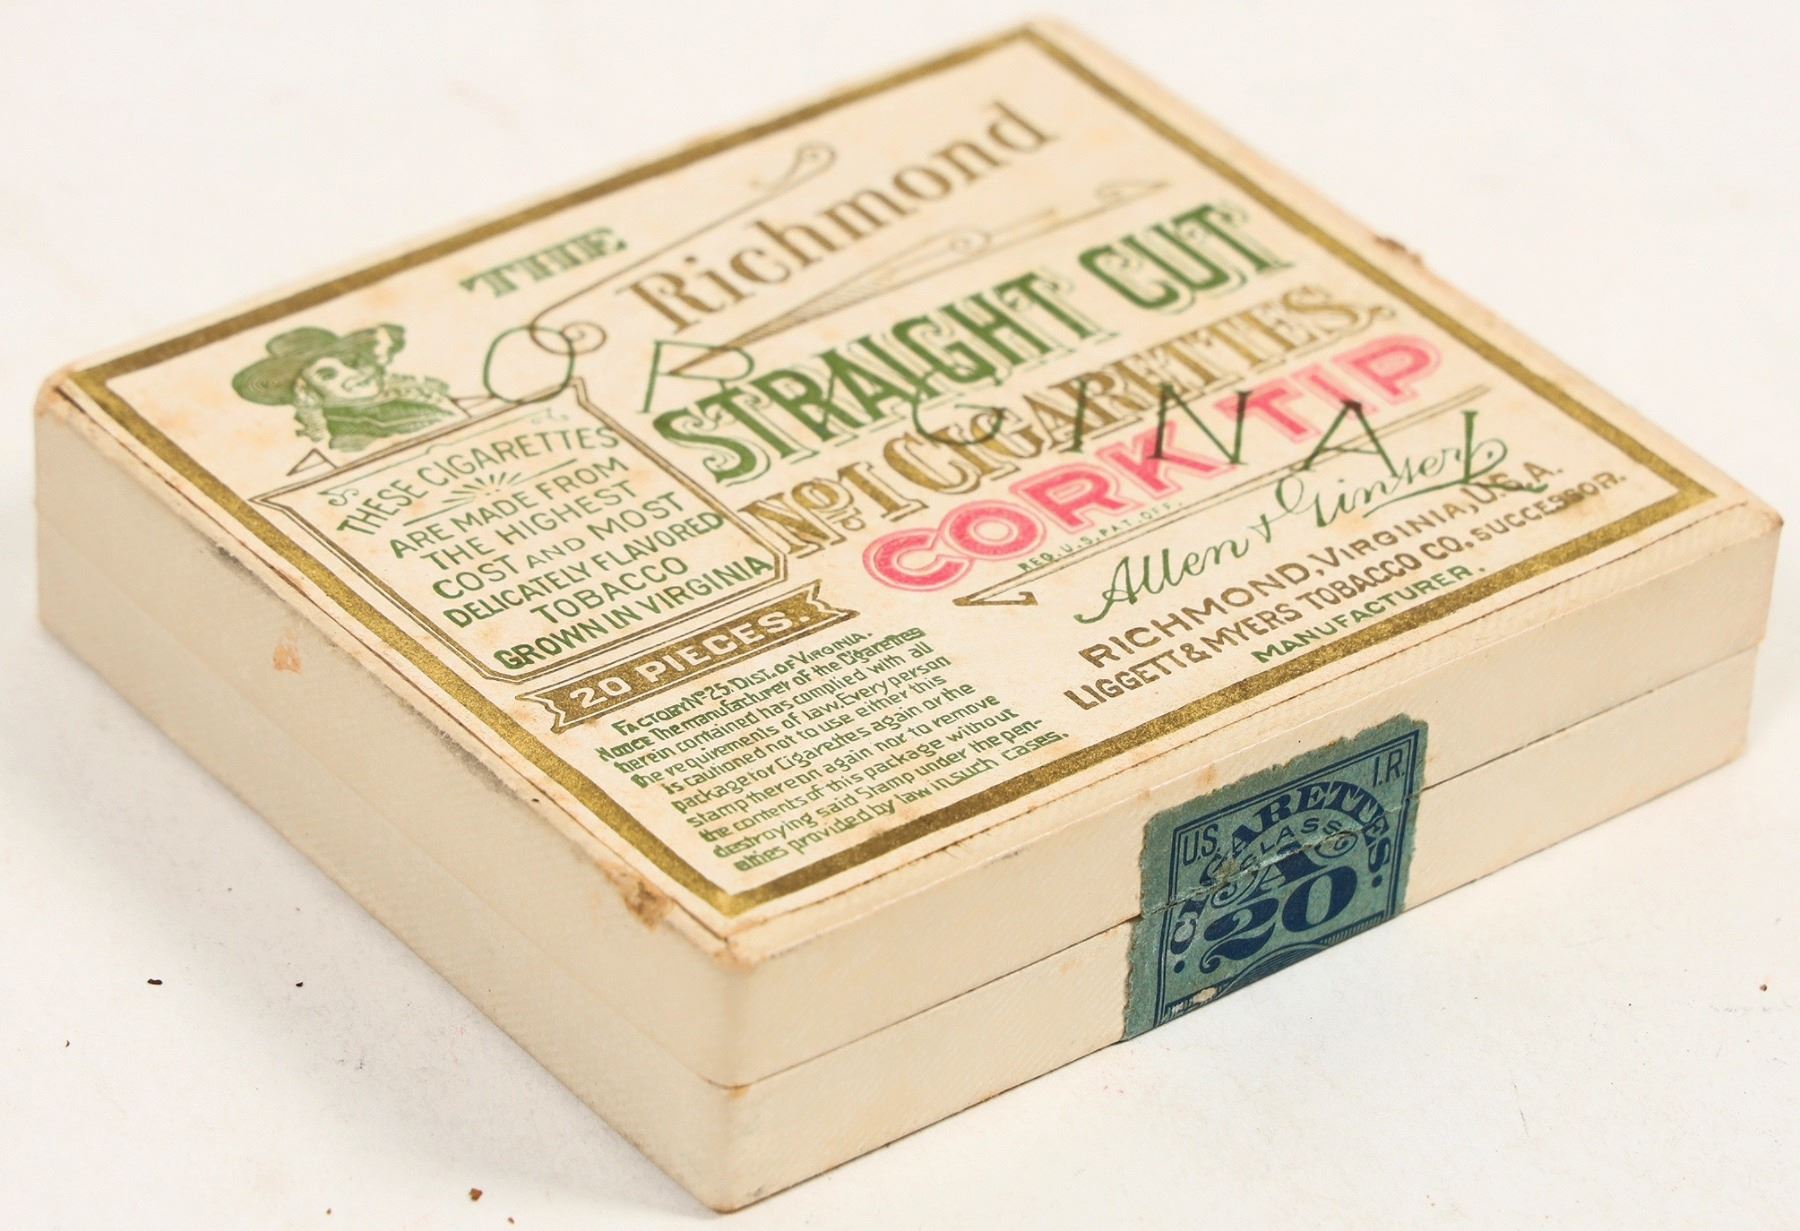 THE
Richmond
STRAIGHT CUT
No. 1 CIGARETTES.
CORK TIP
ORIGINAL
REG. U.S. PAT. OFF.
Allen & Ginter
RICHMOND, VIRGINIA, U.S.A.
LIGGETT & MYERS TOBACCO CO, SUCCESSOR.
MANUFACTURER.
THESE CIGARETTES
ARE MADE FROM
THE HIGHEST
COST AND MOST
DELICATELY FLAVORED
TOBACCO
GROWN IN VIRGINIA
20 PIECES.
FACTORY No 25. DIST. OF VIRGINIA.
NOTICE The manufacturer of the Cigarettes
herein contained has complied with all
the requirements of law. Every person
is cautioned not to use either this
package for Cigarettes again or the
stamp thereon again nor to remove
the contents of this package without
destroying said Stamp under the pen-
alties provided by law in such cases.
U.S. I.R.
CIGARETTES
CLASS
A
20